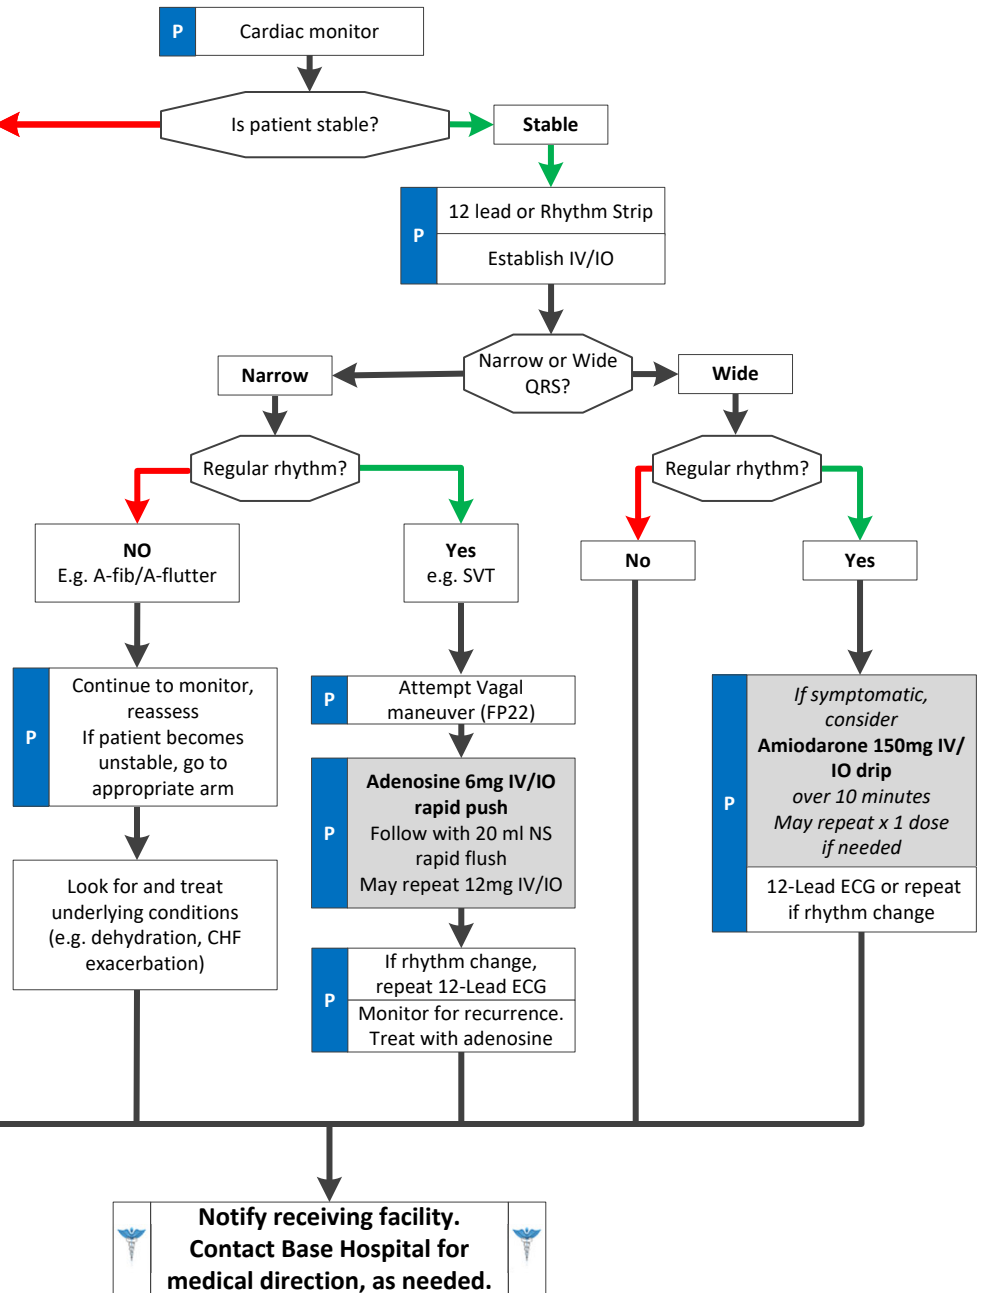 P
Cardiac monitor
Is patient stable?
Stable
P
12 lead or Rhythm Strip
Establish IV/IO
Narrow or Wide
QRS?
Narrow
Wide
Regular rhythm?
Regular rhythm?
NO
E.g. A-fib/A-flutter
Yes
e.g. SVT
No
Yes
P
Continue to monitor,
reassess
If patient becomes
unstable, go to
appropriate arm
Look for and treat
underlying conditions
(e.g. dehydration, CHF
exacerbation)
P
Attempt Vagal
maneuver (FP22)
P
Adenosine 6mg IV/IO
rapid push
Follow with 20 ml NS
rapid flush
May repeat 12mg IV/IO
P
If rhythm change,
repeat 12-Lead ECG
Monitor for recurrence.
Treat with adenosine
P
If symptomatic,
consider
Amiodarone 150mg IV/
IO drip
over 10 minutes
May repeat x 1 dose
if needed
12-Lead ECG or repeat
if rhythm change
Notify receiving facility.
Contact Base Hospital for
medical direction, as needed.